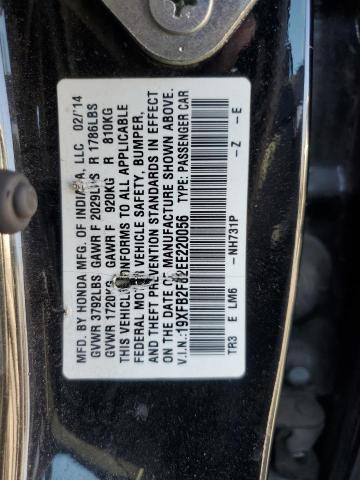 MFG. BY HONDA MFG. OF INDIANA, LLC 02/'14
GVWR 3792LBS GAWR F 2029LBS R 1786LBS
GVWR 1720KG GAWR F 920KG R 810KG
THIS VEHICLE CONFORMS TO ALL APPLICABLE
FEDERAL MOTOR VEHICLE SAFETY, BUMPER,
AND THEFT PREVENTION STANDARDS IN EFFECT
ON THE DATE OF MANUFACTURE SHOWN ABOVE.
V.I.N.: 19XFB2F82EE220056 TYPE: PASSENGER CAR
TR3 E LM6 -NH731P -Z -E